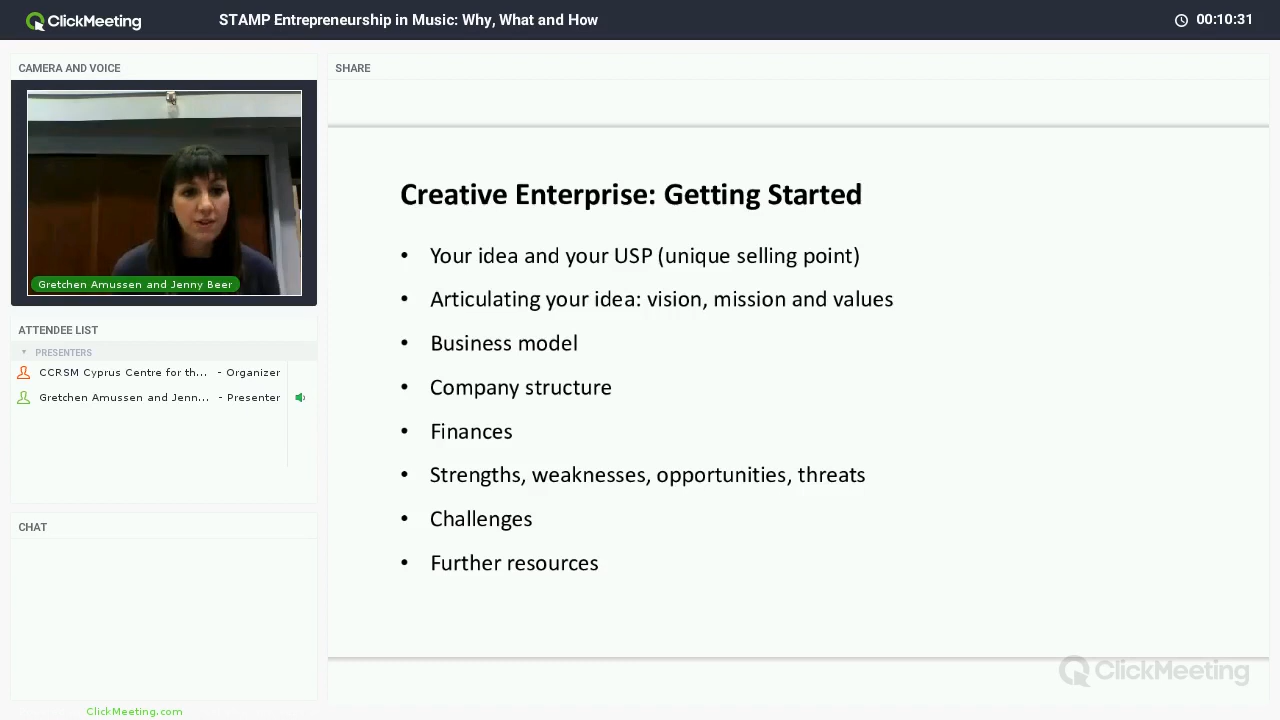 ClickMeeting
STAMP Entrepreneurship in Music: Why, What and How
00:10:31
CAMERA AND VOICE
Gretchen Amussen and Jenny Beer
ATTENDEE LIST
PRESENTERS
CCRSM Cyprus Centre for th... - Organizer
Gretchen Amussen and Jenn... - Presenter
CHAT
ClickMeeting.com
SHARE
Creative Enterprise: Getting Started
• Your idea and your USP (unique selling point)
• Articulating your idea: vision, mission and values
• Business model
• Company structure
• Finances
• Strengths, weaknesses, opportunities, threats
• Challenges
• Further resources
ClickMeeting